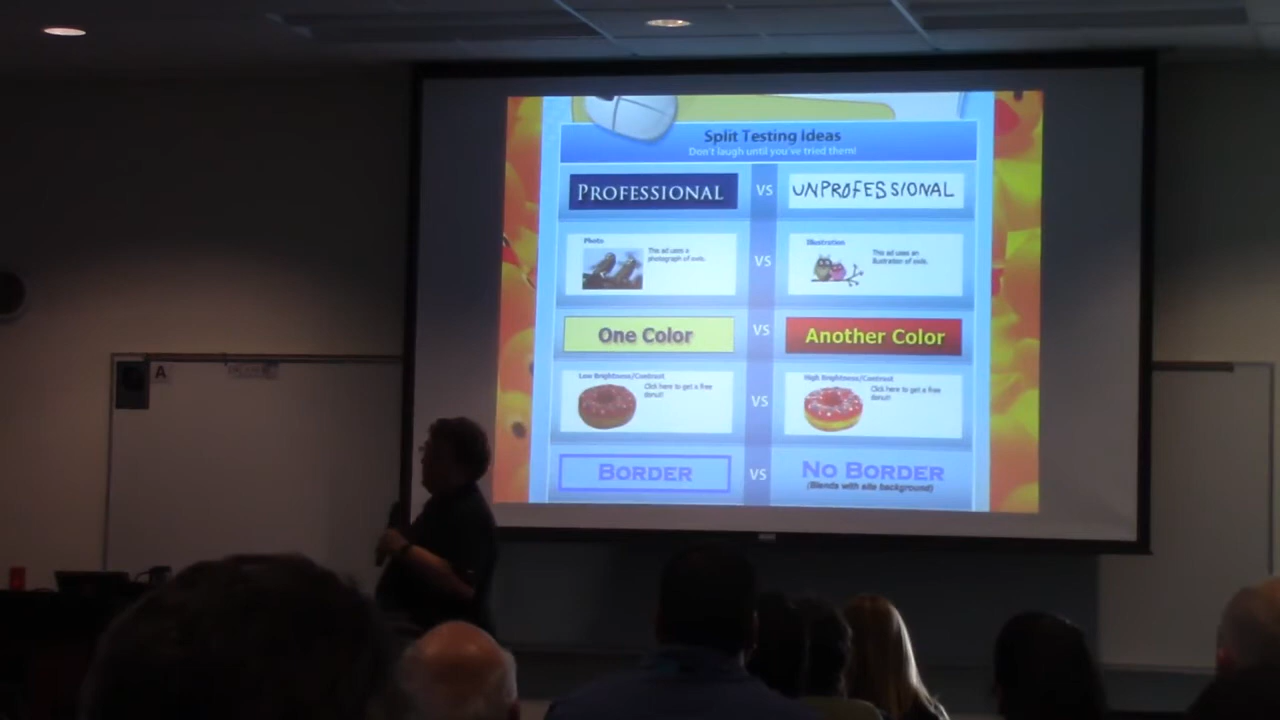 Split Testing Ideas
Don't laugh until you've tried them!
PROFESSIONAL VS UNPROFESSIONAL
Photo
This ad uses a
photograph of owls.
VS
Illustration
This ad uses an
illustration of owls.
One Color VS Another Color
Low Brightness/Contrast
Click here to get a free
donut!
VS
High Brightness/Contrast
Click here to get a free
donut!
BORDER VS NO BORDER
(Blends with site background)
A